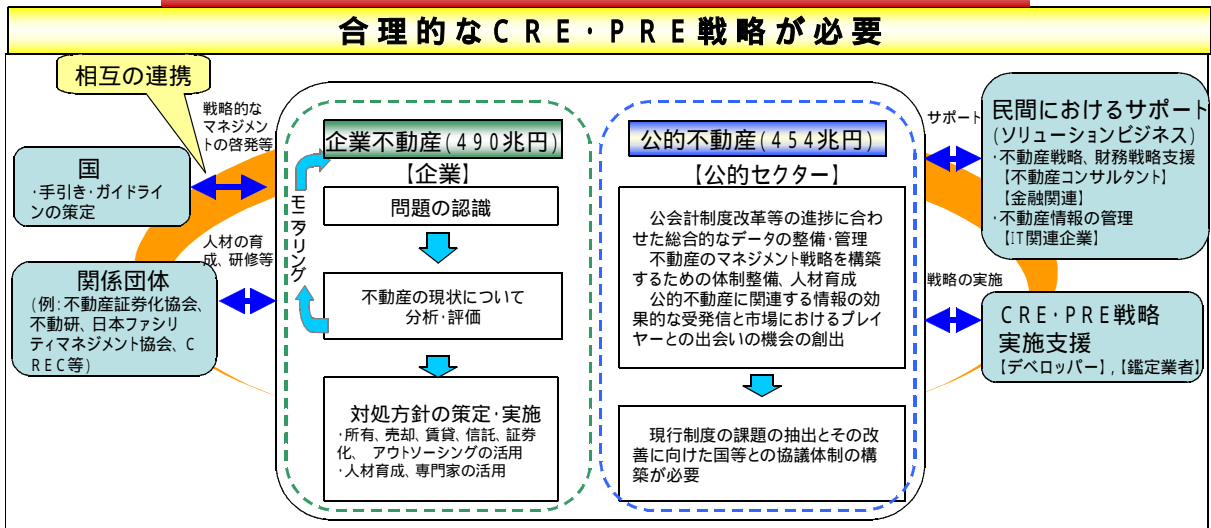 合理的なCRE・PRE戦略が必要
相互の連携
戦略的な
マネジメン
トの啓発等
国
・手引き・ガイドライ
ンの策定
人材の育
成、研修等
関係団体
(例:不動産証券化協会、
不動研、日本ファシリ
ティマネジメント協会、C
REC等)
モニタリング
企業不動産(490兆円)
【企業】
問題の認識
不動産の現状について
分析・評価
対処方針の策定・実施
・所有、売却、賃貸、信託、証券
化、 アウトソーシングの活用
・人材育成、専門家の活用
公的不動産(454兆円)
【公的セクター】
公会計制度改革等の進捗に合わ
せた総合的なデータの整備・管理
不動産のマネジメント戦略を構築
するための体制整備、人材育成
公的不動産に関連する情報の効
果的な受発信と市場におけるプレイ
ヤーとの出会いの機会の創出
現行制度の課題の抽出とその改
善に向けた国等との協議体制の構
築が必要
サポート
民間におけるサポート
(ソリューションビジネス)
・不動産戦略、財務戦略支援
【不動産コンサルタント】
【金融関連】
・不動産情報の管理
【IT関連企業】
戦略の実施
CRE・PRE戦略
実施支援
【デベロッパー】,【鑑定業者】